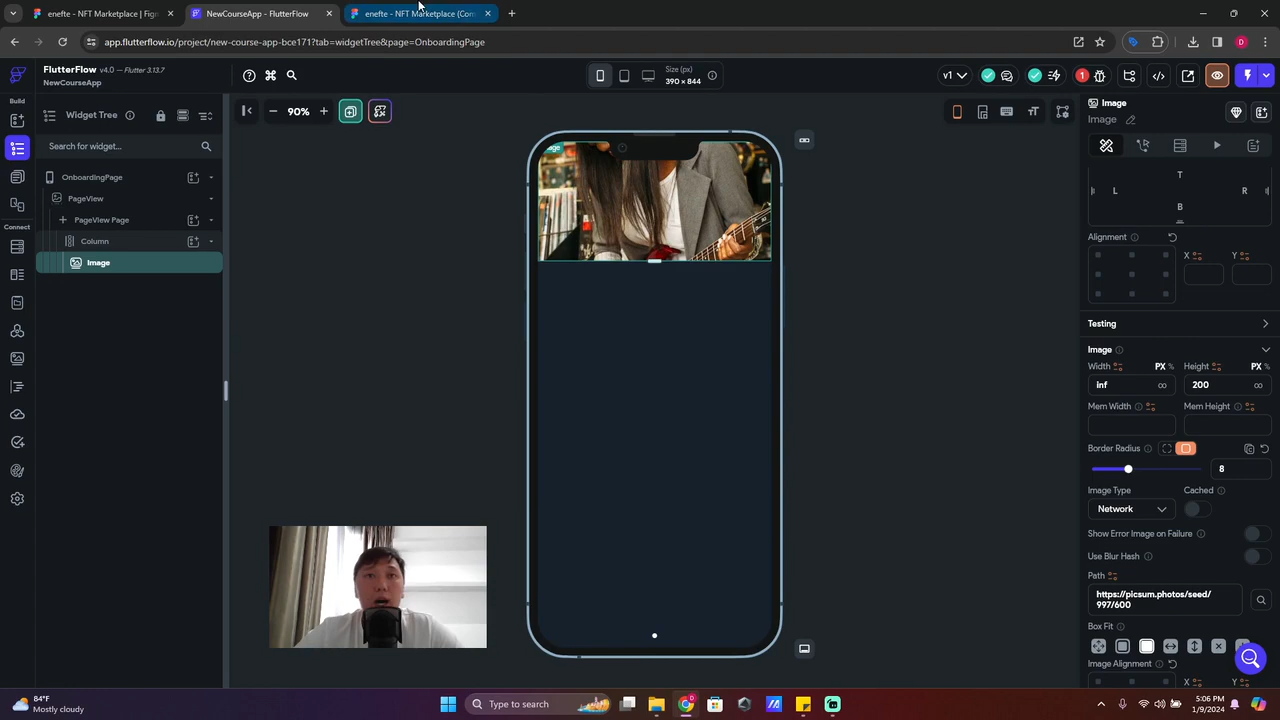 enefte - NFT Marketplace | Fig
NewCourseApp - FlutterFlow
enefte - NFT Marketplace (Con
app.flutterflow.io/project/new-course-app-bce171?tab=widgetTree&page=OnboardingPage
D
FlutterFlow v4.0 — Flutter 3.13.7
NewCourseApp
Size (px)
390 × 844
v1
1
Build
Connect
Widget Tree
Search for widget...
OnboardingPage
PageView
PageView Page
Column
Image
90%
Image
Image
T
L
R
B
Alignment
X
Y
Testing
Image
Width
PX %
Height
PX %
Inf
200
Mem Width
Mem Height
Border Radius
8
Image Type
Cached
Network
Show Error Image on Failure
Use Blur Hash
Path
https://picsum.photos/seed/
997/600
Box Fit
Image Alignment
X
Y
84°F
Mostly cloudy
Type to search
5:06 PM
1/9/2024